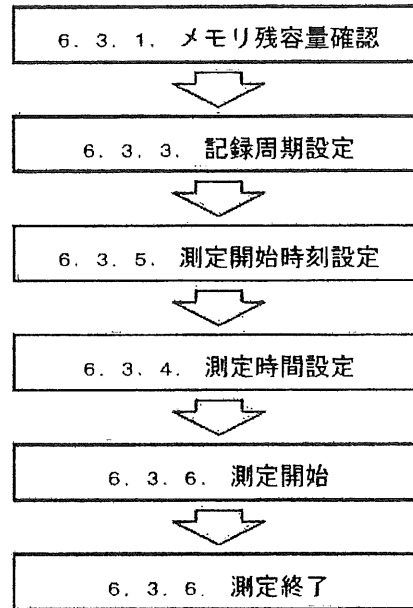 6. 3. 1. メモリ残容量確認
6. 3. 3. 記録周期設定
6. 3. 5. 測定開始時刻設定
6. 3. 4. 測定時間設定
6. 3. 6. 測定開始
6. 3. 6. 測定終了